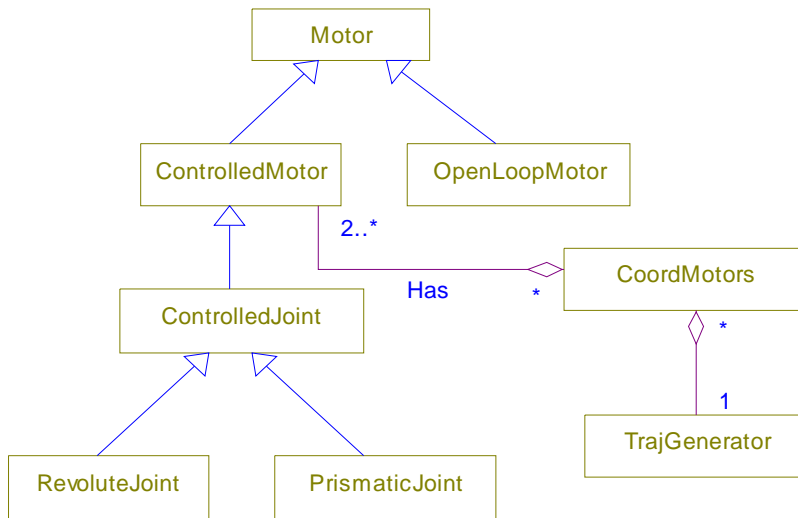 Motor
ControlledMotor
OpenLoopMotor
2..*
Has
*
CoordMotors
ControlledJoint
*
1
TrajGenerator
RevoluteJoint
PrismaticJoint